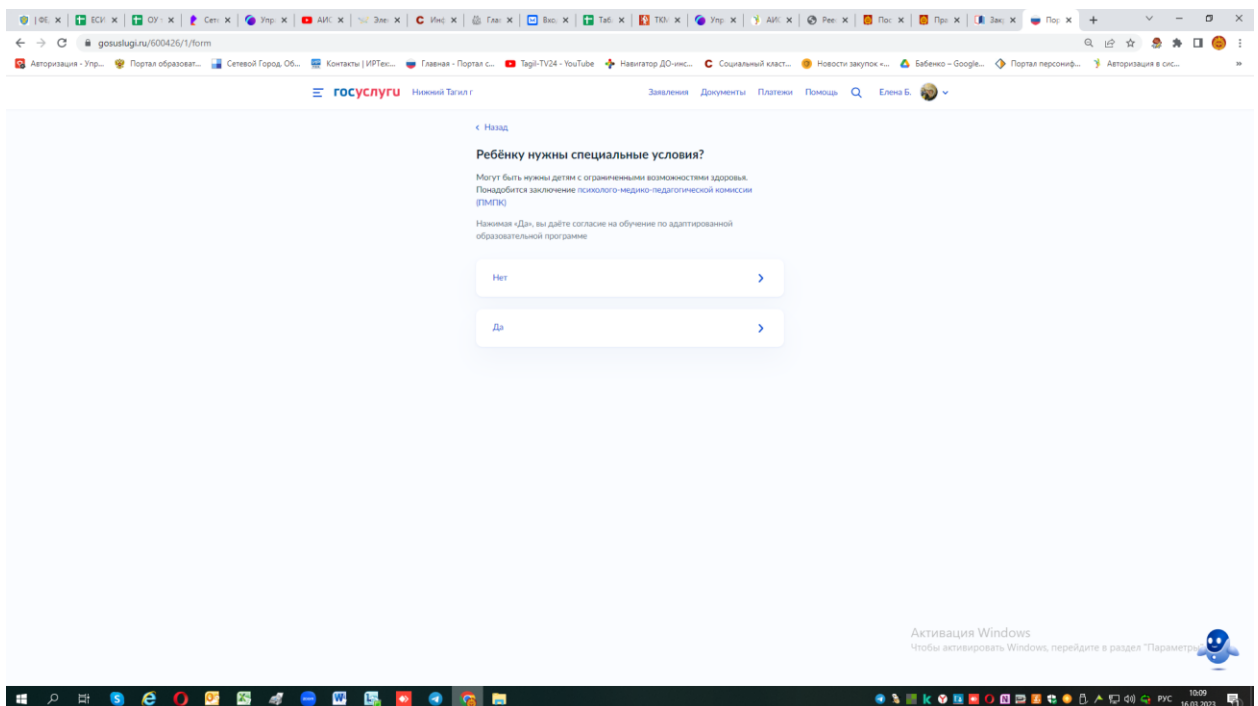 gosuslugi.ru/600426/1/form
Авторизация - Упр... Портал образоват... Сетевой Город. Об... Контакты | ИРТех... Главная - Портал с... Tagil-TV24 - YouTube Навигатор ДО-инс... Социальный класт... Новости закупок «... Бабенко – Google... Портал персониф... Авторизация в сис...
госуслуги Нижний Тагил г Заявления Документы Платежи Помощь Елена Б.
Назад
Ребёнку нужны специальные условия?
Могут быть нужны детям с ограниченными возможностями здоровья.
Понадобится заключение психолого-медико-педагогической комиссии
(ПМПК)
Нажимая «Да», вы даёте согласие на обучение по адаптированной
образовательной программе
Нет
Да
Активация Windows
Чтобы активировать Windows, перейдите в раздел "Параметры
10:09
РУС
16.03.2023